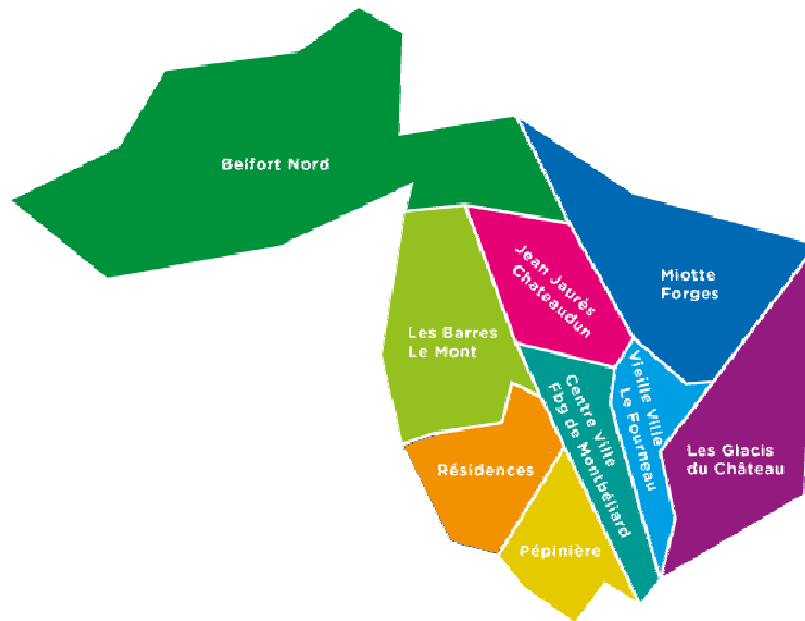 Belfort Nord
Jean Jaurès
Chateaudun
Miotte
Forges
Les Barres
Le Mont
Vieille Ville
Le Fourneau
Centre Ville
Fbg de Montbéliard
Les Glacis
du Château
Résidences
Pépinière